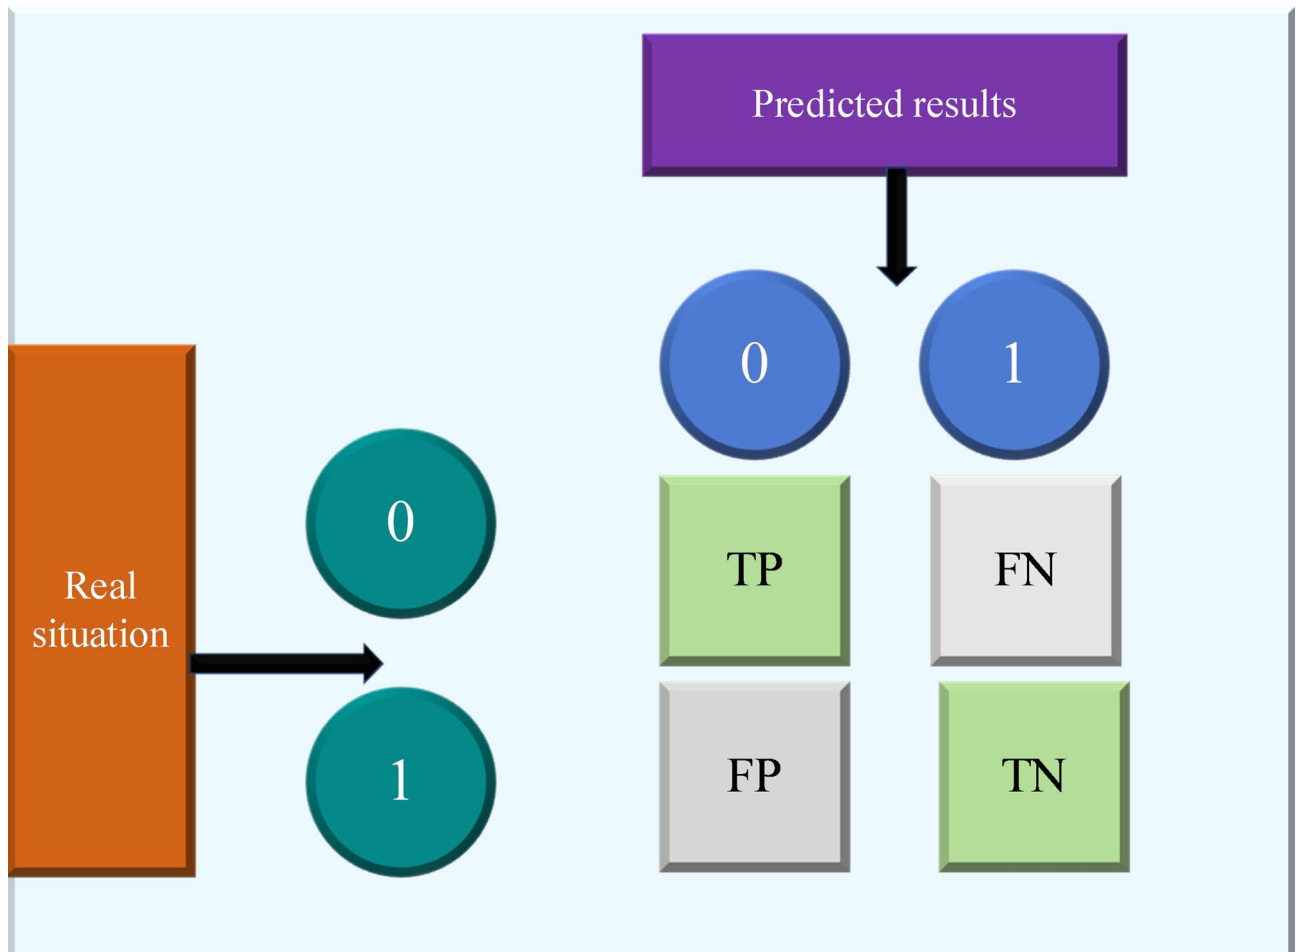 Predicted results
0 1
0
TP FN
Real
situation
1
FP TN